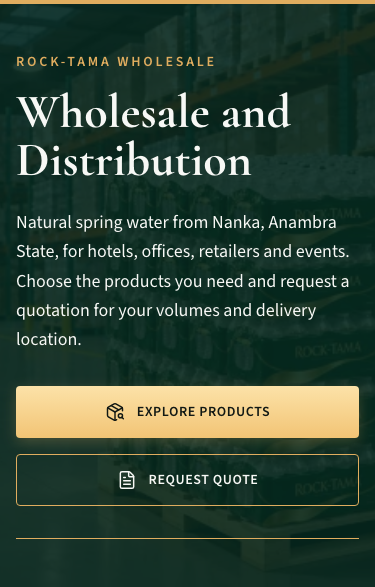 ROCK-TAMA WHOLESALE
Wholesale and
Distribution
Natural spring water from Nanka, Anambra
State, for hotels, offices, retailers and events.
Choose the products you need and request a
quotation for your volumes and delivery
location.
EXPLORE PRODUCTS
REQUEST QUOTE